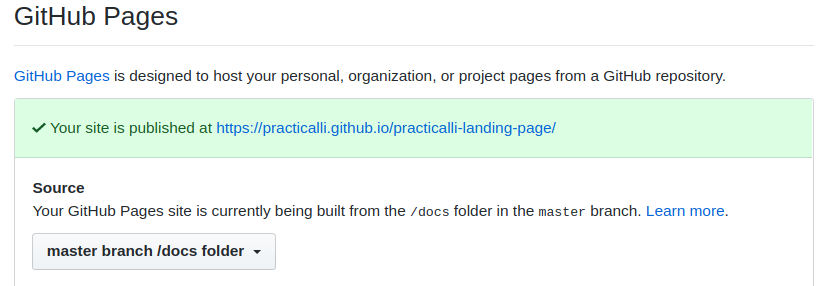 GitHub Pages
GitHub Pages is designed to host your personal, organization, or project pages from a GitHub repository.
Your site is published at https://practicalli.github.io/practicalli-landing-page/
Source
Your GitHub Pages site is currently being built from the /docs folder in the master branch. Learn more.
master branch /docs folder